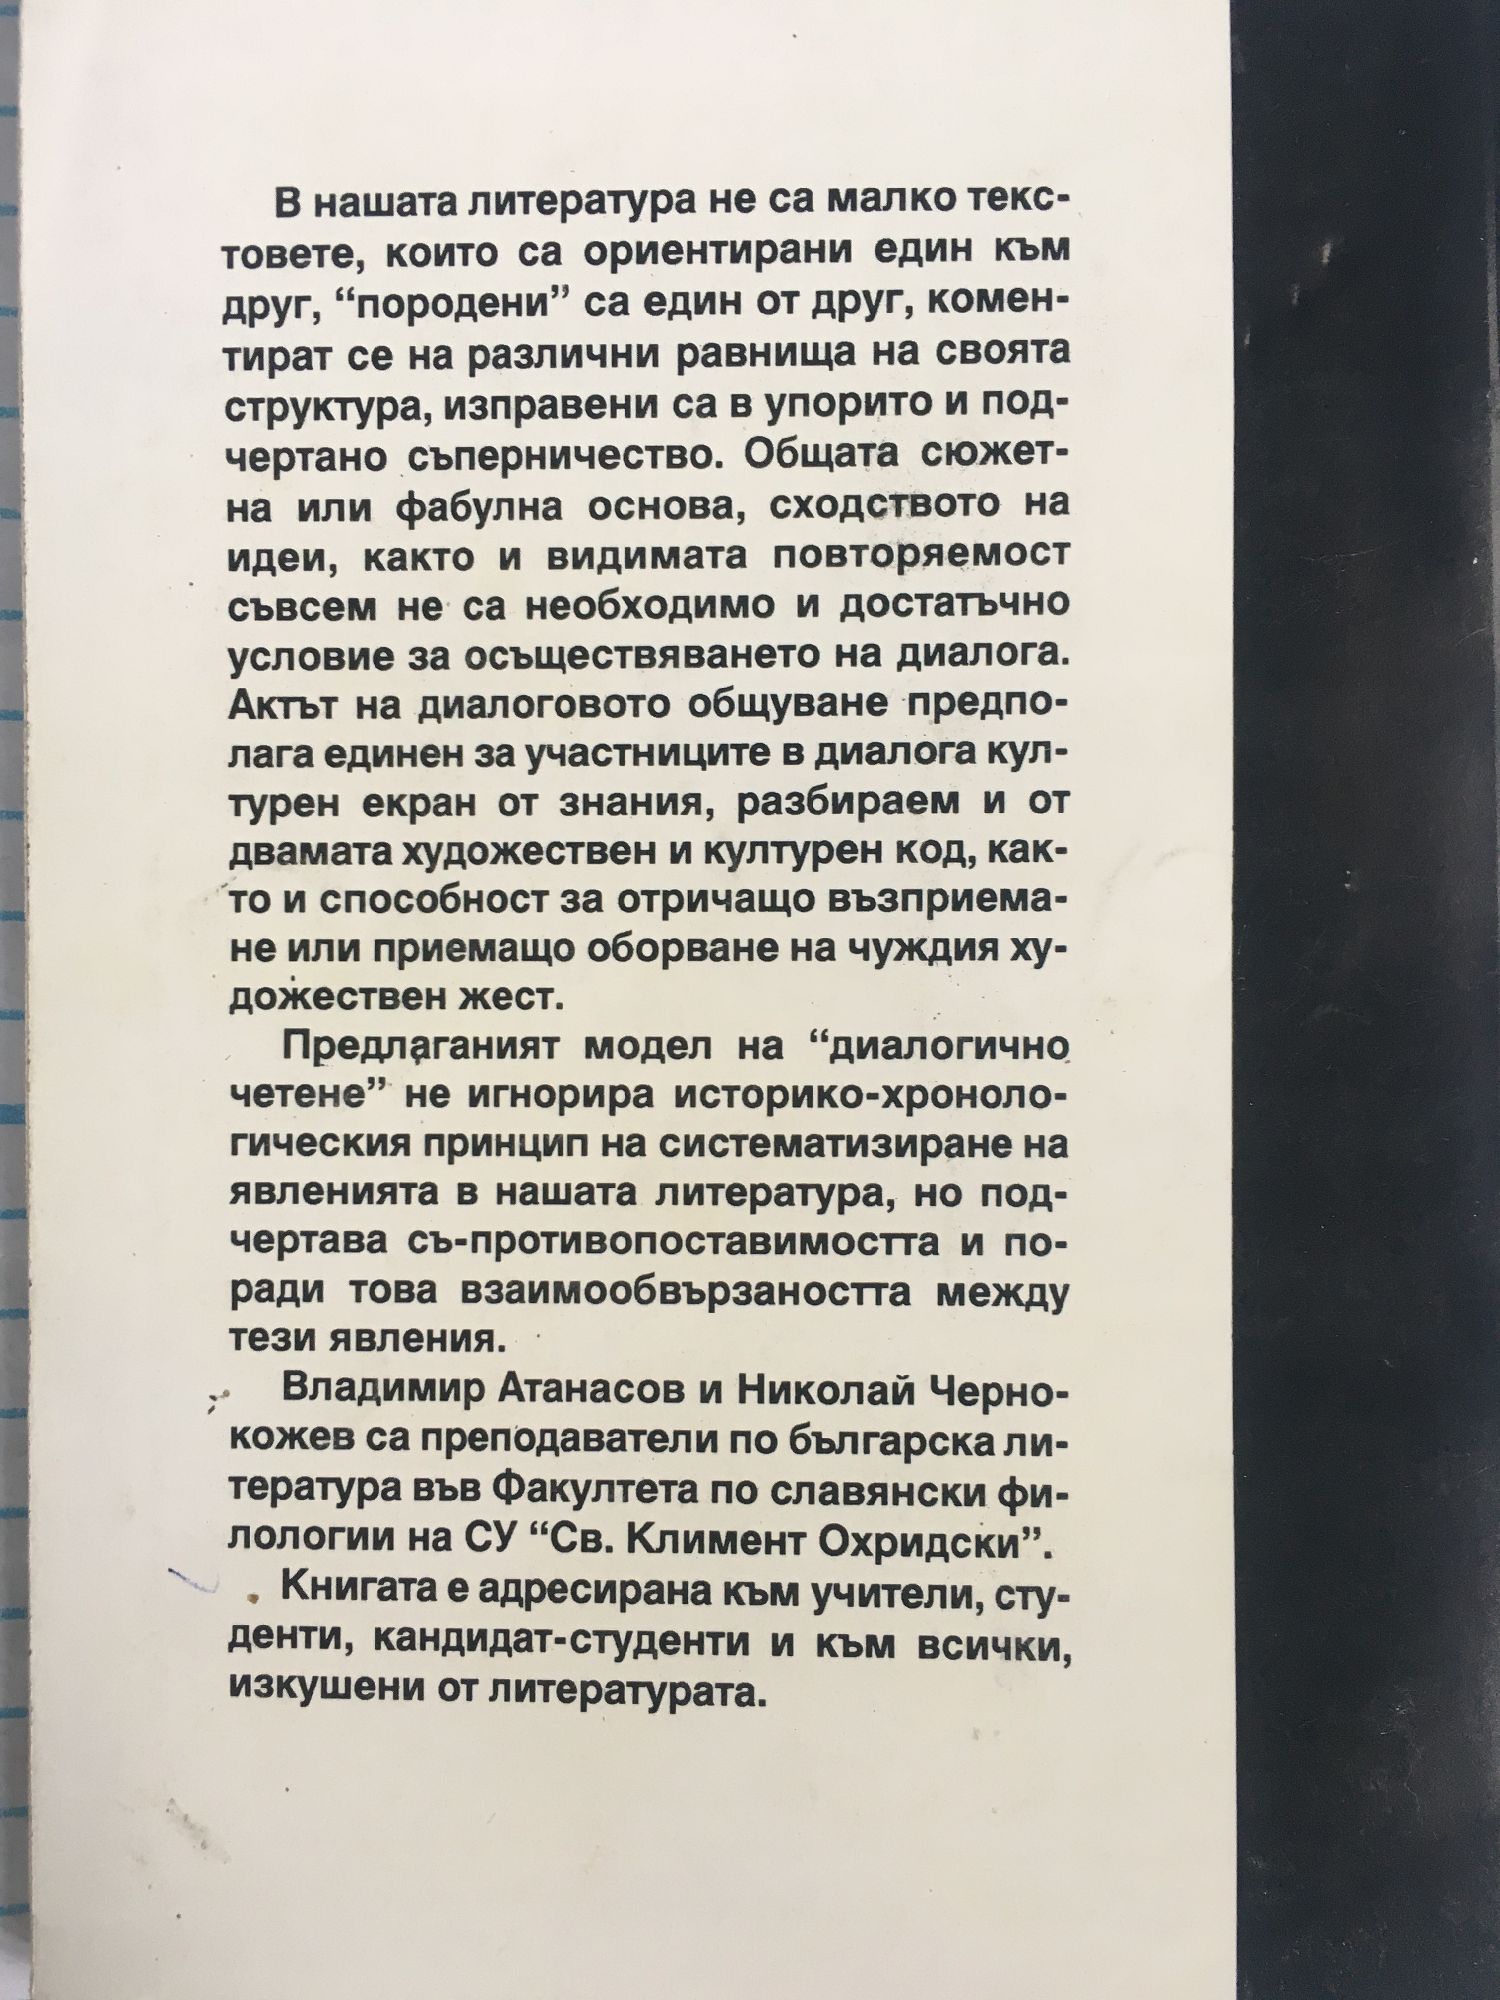 В нашата литература не са малко текс-
товете, които са ориентирани един към
друг, “породени” са един от друг, комен-
тират се на различни равнища на своята
структура, изправени са в упорито и под-
чертано съперничество. Общата сюжет-
на или фабулна основа, сходството на
идеи, както и видимата повторяемост
съвсем не са необходимо и достатъчно
условие за осъществяването на диалога.
Актът на диалоговото общуване предпо-
лага единен за участниците в диалога кул-
турен екран от знания, разбираем и от
двамата художествен и културен код, как-
то и способност за отричащо възприема-
не или приемащо оборване на чуждия ху-
дожествен жест.
Предлаганият модел на “диалогично
четене” не игнорира историко-хроноло-
гическия принцип на систематизиране на
явленията в нашата литература, но под-
чертава съ-противопоставимостта и по-
ради това взаимообвързаността между
тези явления.
Владимир Атанасов и Николай Черно-
кожев са преподаватели по българска ли-
тература във Факултета по славянски фи-
лологии на СУ “Св. Климент Охридски”.
Книгата е адресирана към учители, сту-
денти, кандидат-студенти и към всички,
изкушени от литературата.